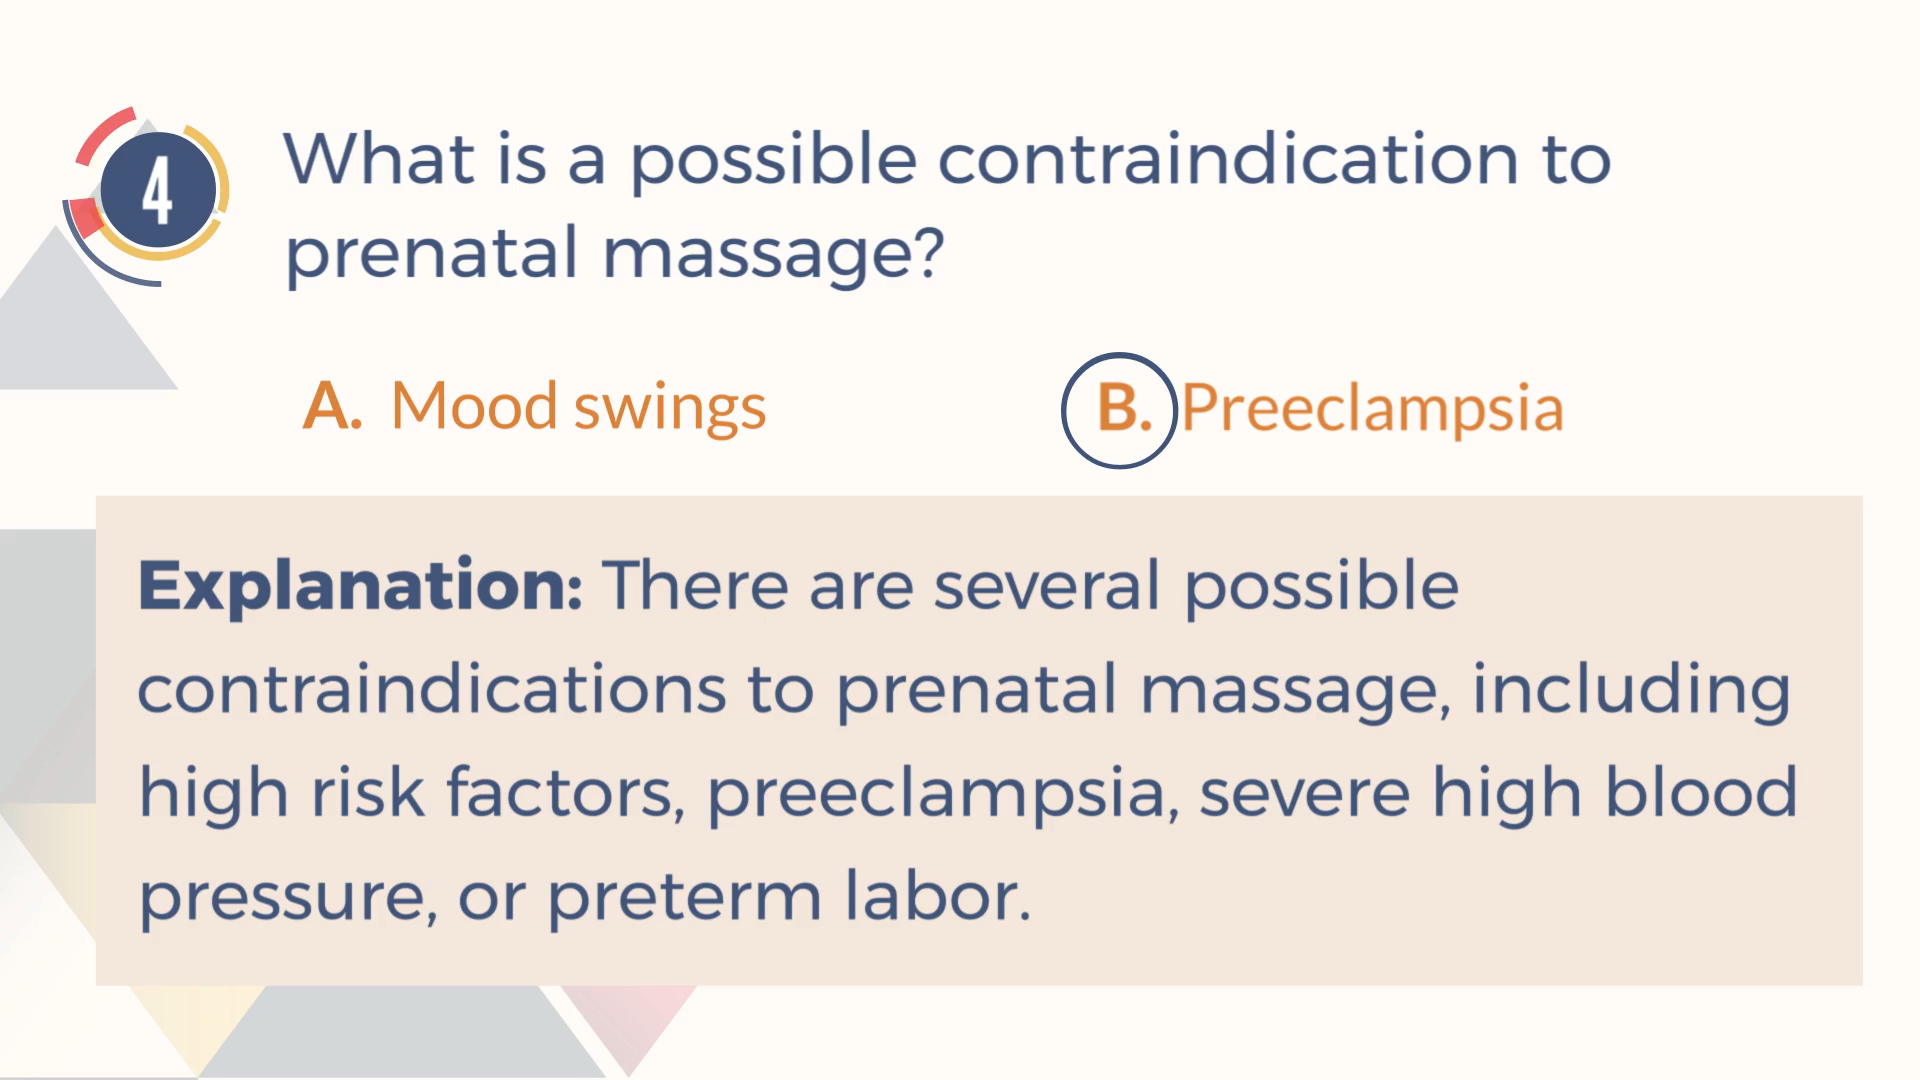 4
What is a possible contraindication to
prenatal massage?
A. Mood swings
B. Preeclampsia
Explanation: There are several possible
contraindications to prenatal massage, including
high risk factors, preeclampsia, severe high blood
pressure, or preterm labor.